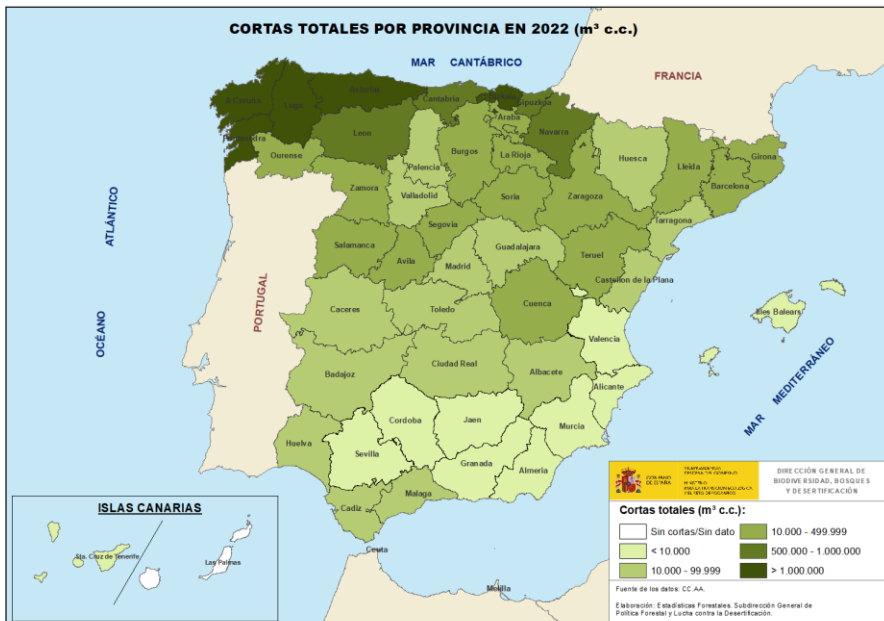 CORTAS TOTALES POR PROVINCIA EN 2022 (m³ c.c.)
MAR CANTÁBRICO
FRANCIA
OCÉANO ATLÁNTICO
PORTUGAL
MAR MEDITERRÁNEO
A Coruña
Lugo
Asturias
Cantabria
Gipuzkoa
Pontevedra
Ourense
Leon
Palencia
Burgos
Araba
La Rioja
Navarra
Huesca
Lleida
Girona
Barcelona
Zamora
Valladolid
Soria
Zaragoza
Tarragona
Segovia
Salamanca
Avila
Madrid
Guadalajara
Teruel
Castellon de la Plana
Illes Balears
Caceres
Toledo
Cuenca
Valencia
Badajoz
Ciudad Real
Albacete
Alicante
Cordoba
Jaen
Murcia
Huelva
Sevilla
Granada
Almeria
Cadiz
Malaga
Ceuta
Melilla
ISLAS CANARIAS
Sta. Cruz de Tenerife
Las Palmas
GOBIERNO
DE ESPAÑA
DIRECCIÓN GENERAL DE
BIODIVERSIDAD, BOSQUES
Y DESERTIFICACIÓN
Cortas totales (m³ c.c.):
Sin cortas/Sin dato
< 10.000
10.000 - 99.999
10.000 - 499.999
500.000 - 1.000.000
> 1.000.000
Fuente de los datos: CC.AA.
Elaboración: Estadísticas Forestales. Subdirección General de
Política Forestal y Lucha contra la Desertificación.